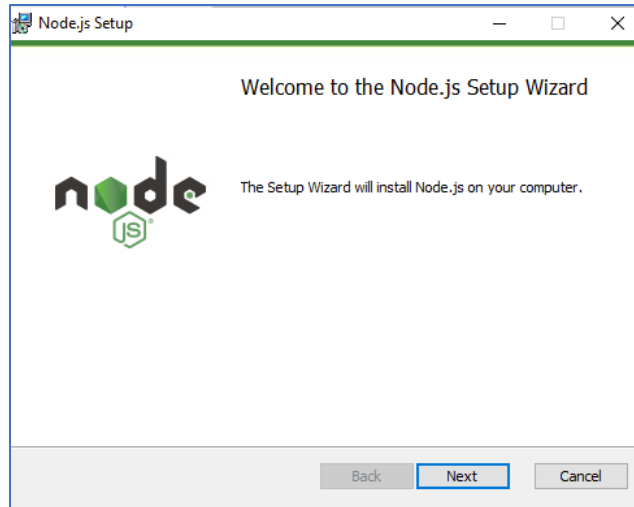 Node.js Setup
Welcome to the Node.js Setup Wizard
node
JS
The Setup Wizard will install Node.js on your computer.
Back Next Cancel